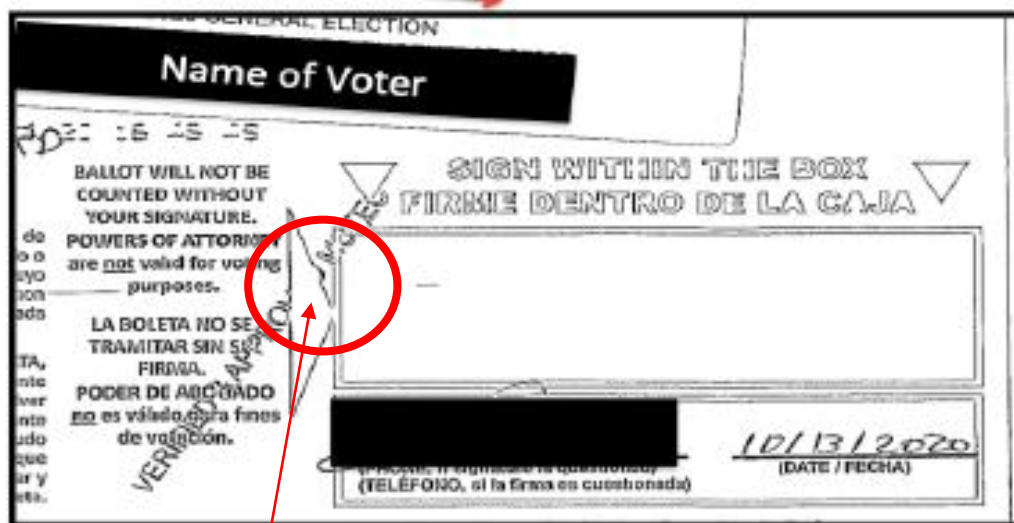 GENERAL ELECTION
Name of Voter
BALLOT WILL NOT BE
COUNTED WITHOUT
YOUR SIGNATURE.
POWERS OF ATTORNEY
are not valid for voting
purposes.
LA BOLETA NO SE
TRAMITAR SIN SU
FIRMA.
PODER DE ABOGADO
no es válido para fines
de votación.
VERIFIED
SIGN WITHIN THE BOX
FIRME DENTRO DE LA CAJA
10/13/2020
(DATE / FECHA)
(TELÉFONO, si la firma es cuestionada)